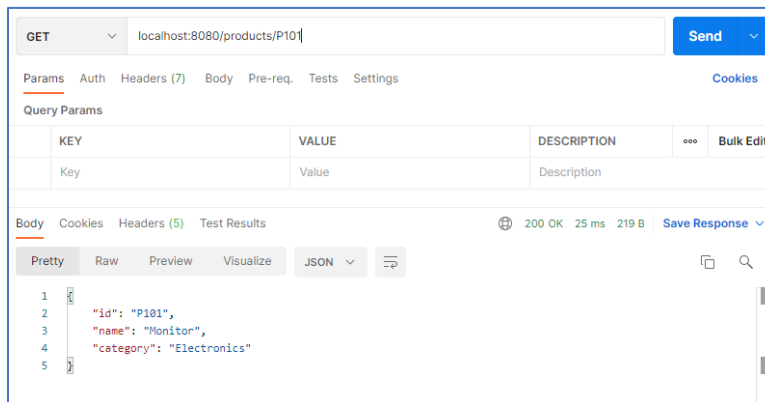 GET localhost:8080/products/P101 Send
Params Auth Headers (7) Body Pre-req. Tests Settings Cookies
Query Params
KEY VALUE DESCRIPTION ooo Bulk Edit
Key Value Description
Body Cookies Headers (5) Test Results 200 OK 25 ms 219 B Save Response
Pretty Raw Preview Visualize JSON
1 {
2 "id": "P101",
3 "name": "Monitor",
4 "category": "Electronics"
5 }